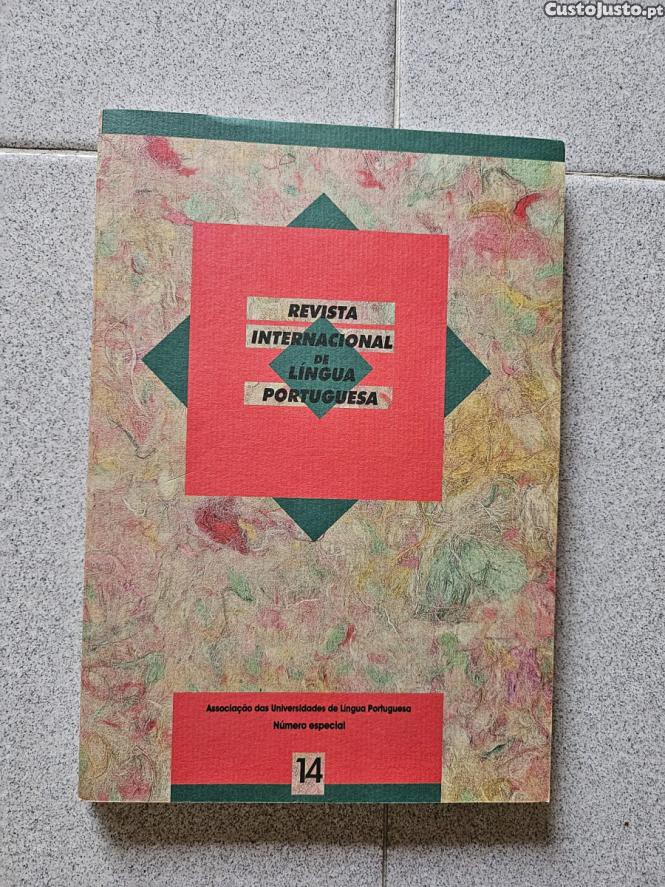 CustoJusto.pt
REVISTA
INTERNACIONAL
DE
LÍNGUA
PORTUGUESA
Associação das Universidades de Língua Portuguesa
Número especial
14